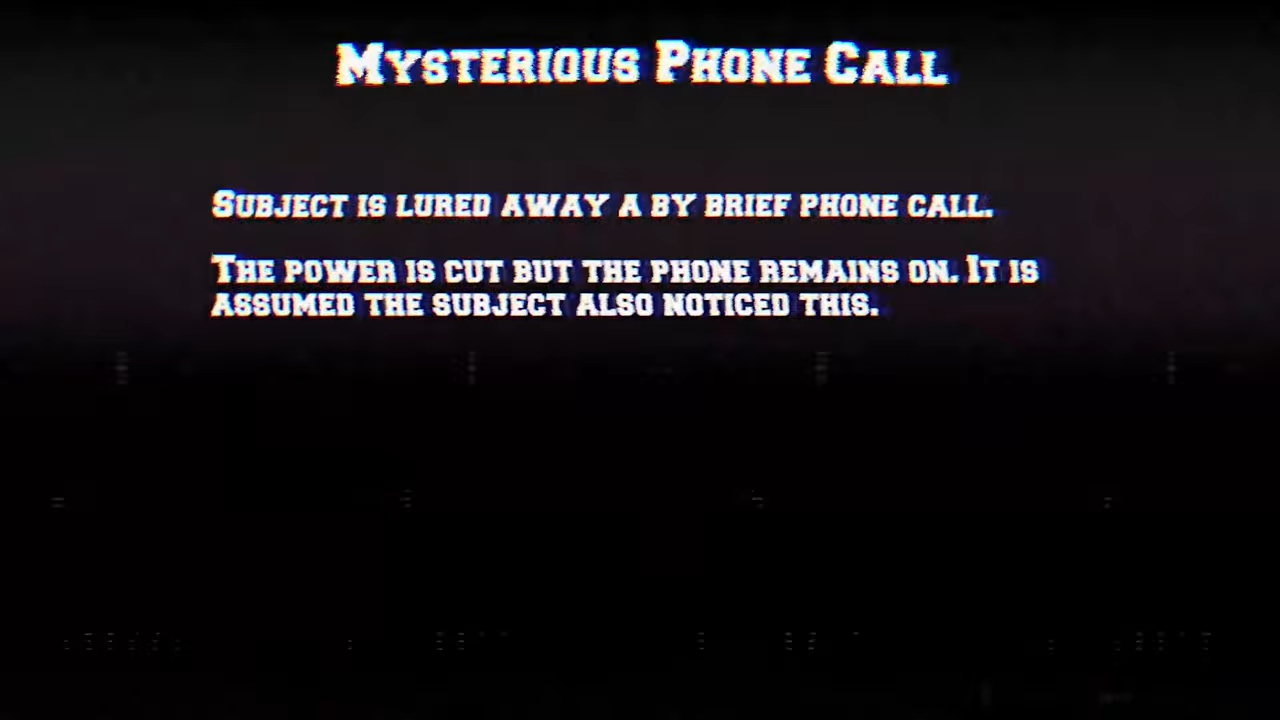 Mysterious Phone Call
Subject is lured away a by brief phone call.
The power is cut but the phone remains on. It is
assumed the subject also noticed this.